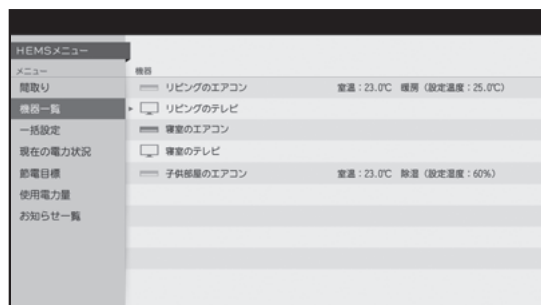 HEMSメニュー
メニュー
間取り
機器一覧
一括設定
現在の電力状況
節電目標
使用電力量
お知らせ一覧
機器
リビングのエアコン 室温：23.0℃ 暖房（設定温度：25.0℃）
リビングのテレビ
寝室のエアコン
寝室のテレビ
子供部屋のエアコン 室温：23.0℃ 除湿（設定湿度：60%）